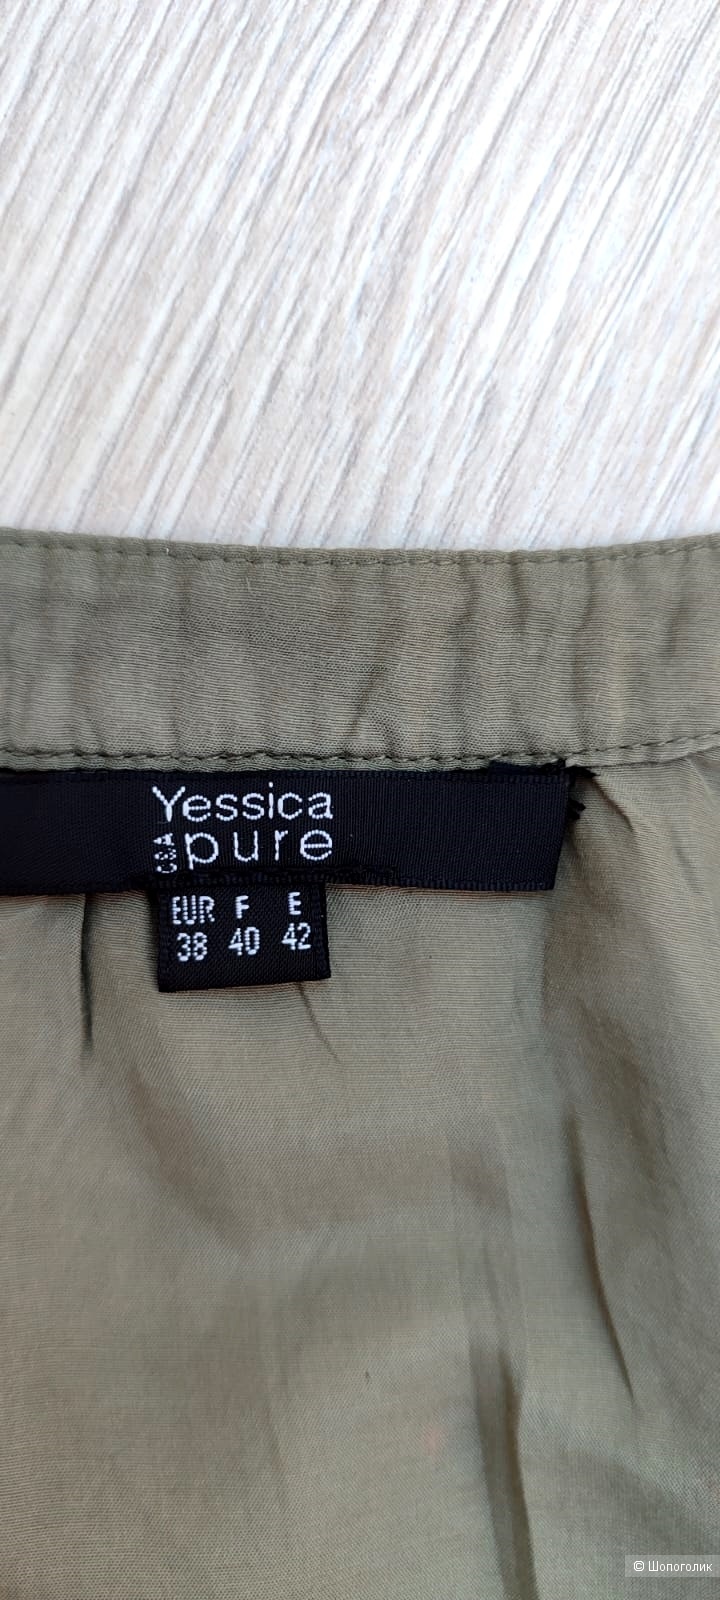 Yessica
C&A pure
EUR F E
38 40 42
© Шопоголик